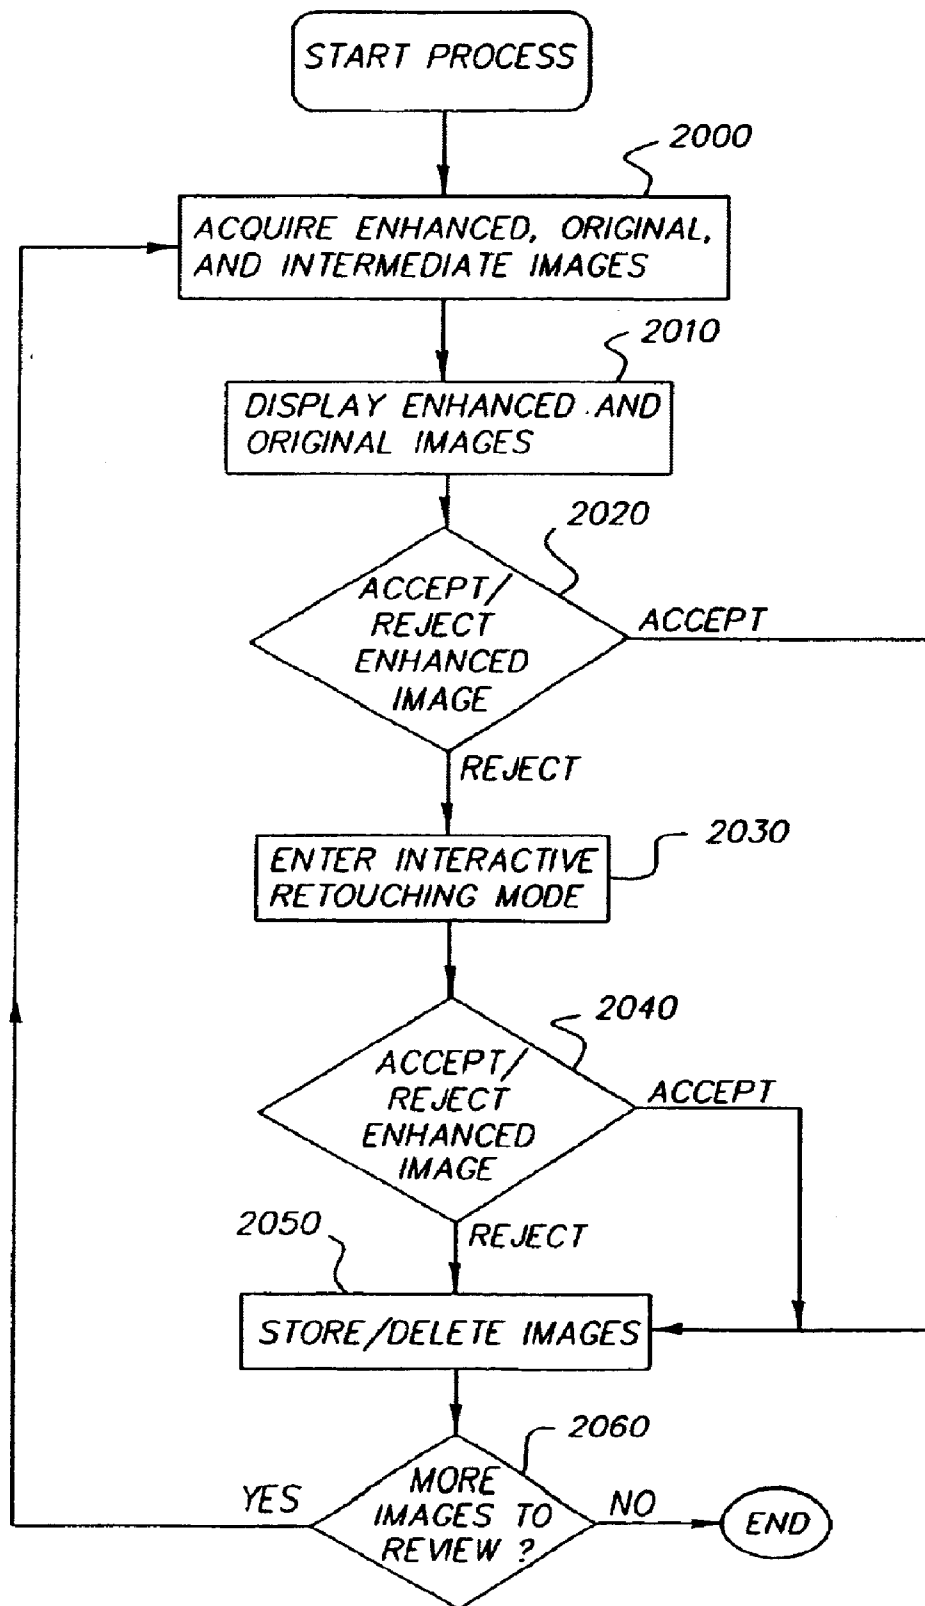 START PROCESS
2000
ACQUIRE ENHANCED, ORIGINAL,
AND INTERMEDIATE IMAGES
2010
DISPLAY ENHANCED AND
ORIGINAL IMAGES
2020
ACCEPT/
REJECT
ENHANCED
IMAGE
ACCEPT
REJECT
2030
ENTER INTERACTIVE
RETOUCHING MODE
2040
ACCEPT/
REJECT
ENHANCED
IMAGE
ACCEPT
REJECT
2050
STORE/DELETE IMAGES
2060
MORE
IMAGES TO
REVIEW ?
YES
NO
END